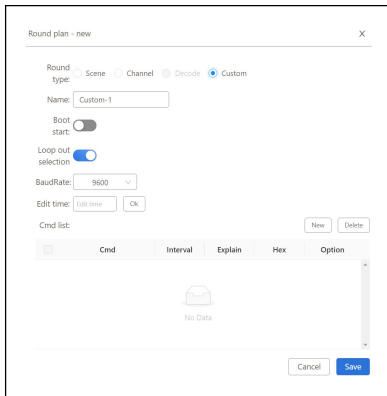 Round plan - new X
Round type: Scene Channel Decode Custom
Name: Custom-1
Boot start:
Loop out selection
BaudRate: 9600
Edit time: Edit time Ok
Cmd list: New Delete
Cmd Interval Explain Hex Option
No Data
Cancel Save